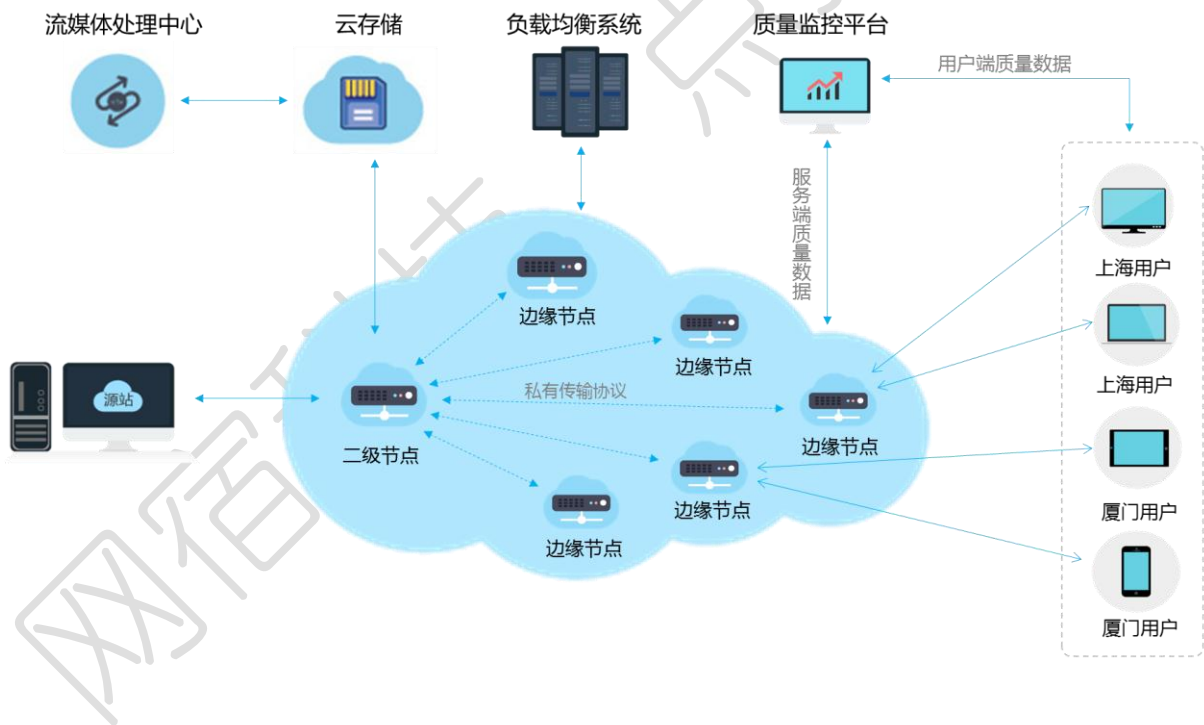 流媒体处理中心
云存储
负载均衡系统
质量监控平台
用户端质量数据
服务端质量数据
上海用户
边缘节点
边缘节点
上海用户
私有传输协议
源站
二级节点
边缘节点
边缘节点
厦门用户
边缘节点
厦门用户
网宿
点